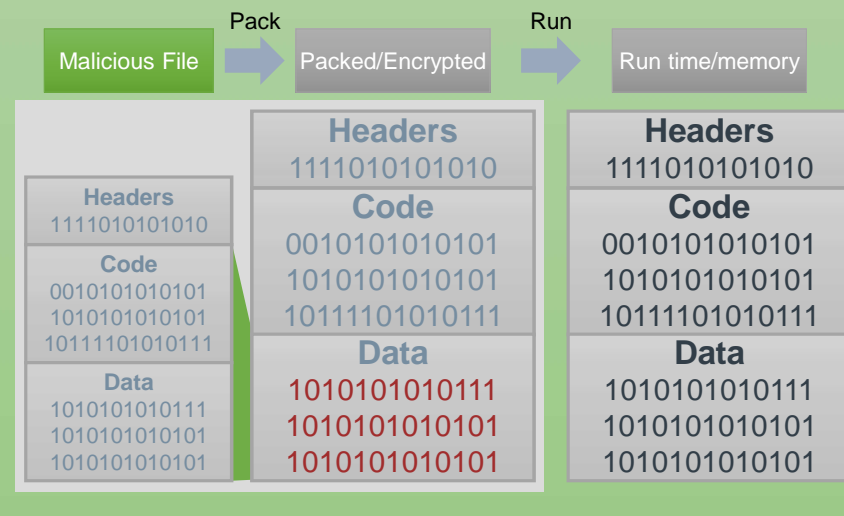 Pack
Run
Malicious File
Packed/Encrypted
Run time/memory
Headers
1111010101010
Code
0010101010101
1010101010101
10111101010111
Data
1010101010111
1010101010101
1010101010101
Headers
1111010101010
Code
0010101010101
1010101010101
10111101010111
Data
1010101010111
1010101010101
1010101010101
Headers
1111010101010
Code
0010101010101
1010101010101
10111101010111
Data
1010101010111
1010101010101
1010101010101